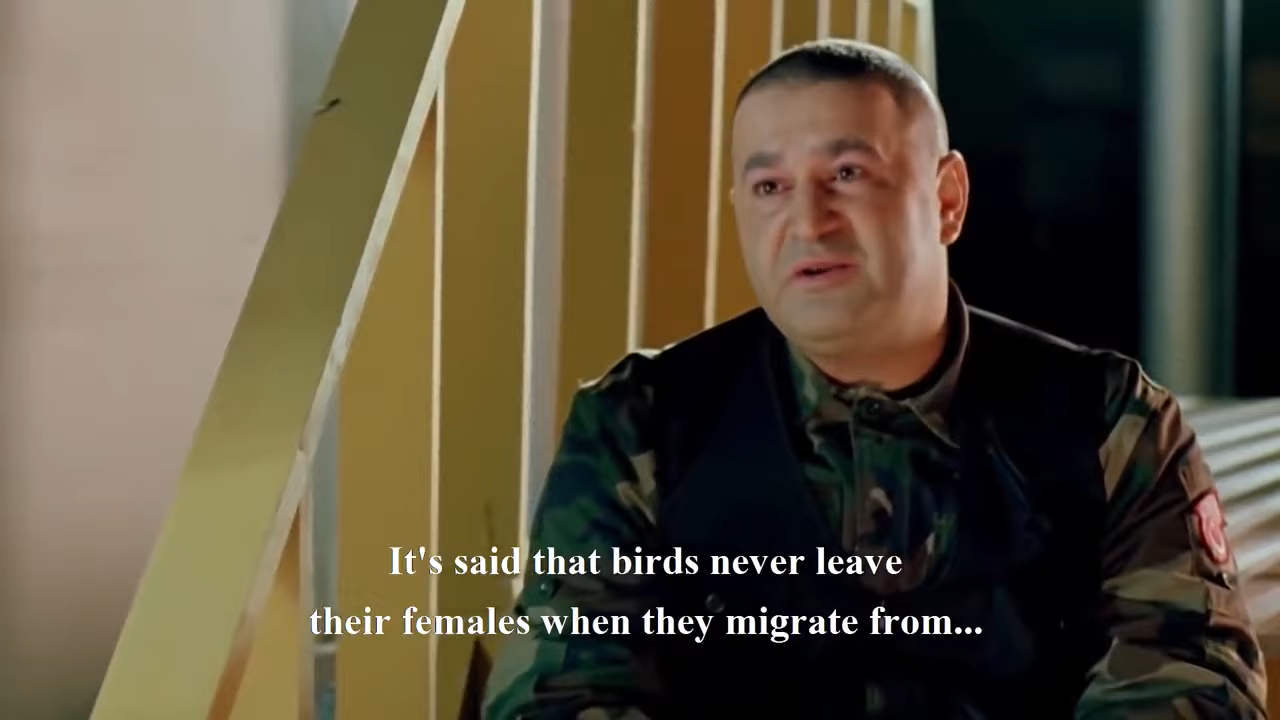 It's said that birds never leave
their females when they migrate from...